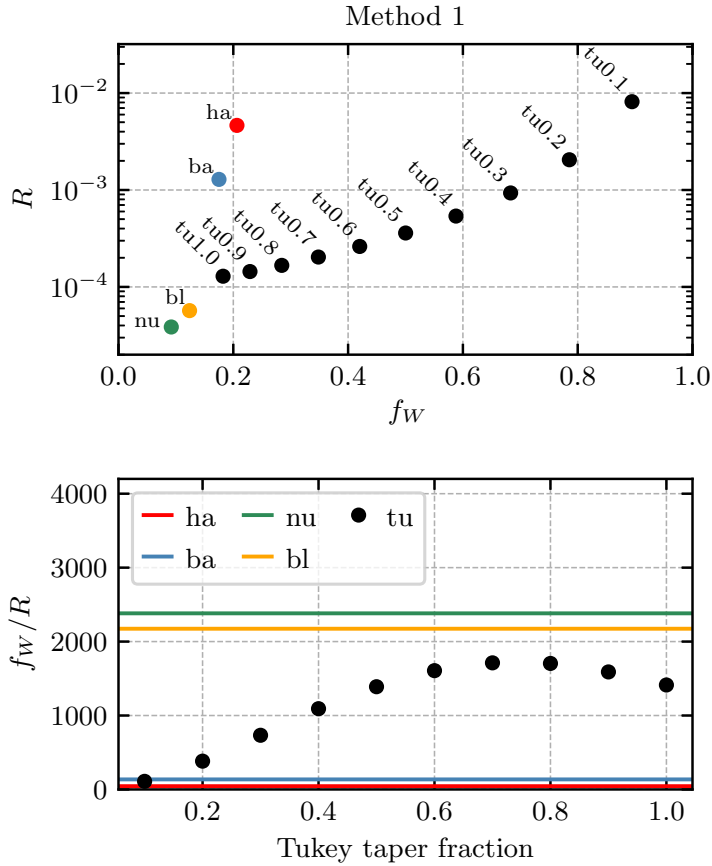 Method 1
R
10⁻²
10⁻³
10⁻⁴
ha
ba
bl
nu
tu1.0
tu0.9
tu0.8
tu0.7
tu0.6
tu0.5
tu0.4
tu0.3
tu0.2
tu0.1
0.0 0.2 0.4 0.6 0.8 1.0
f_W
f_W/R
4000
3000
2000
1000
0
ha nu tu
ba bl
0.2 0.4 0.6 0.8 1.0
Tukey taper fraction